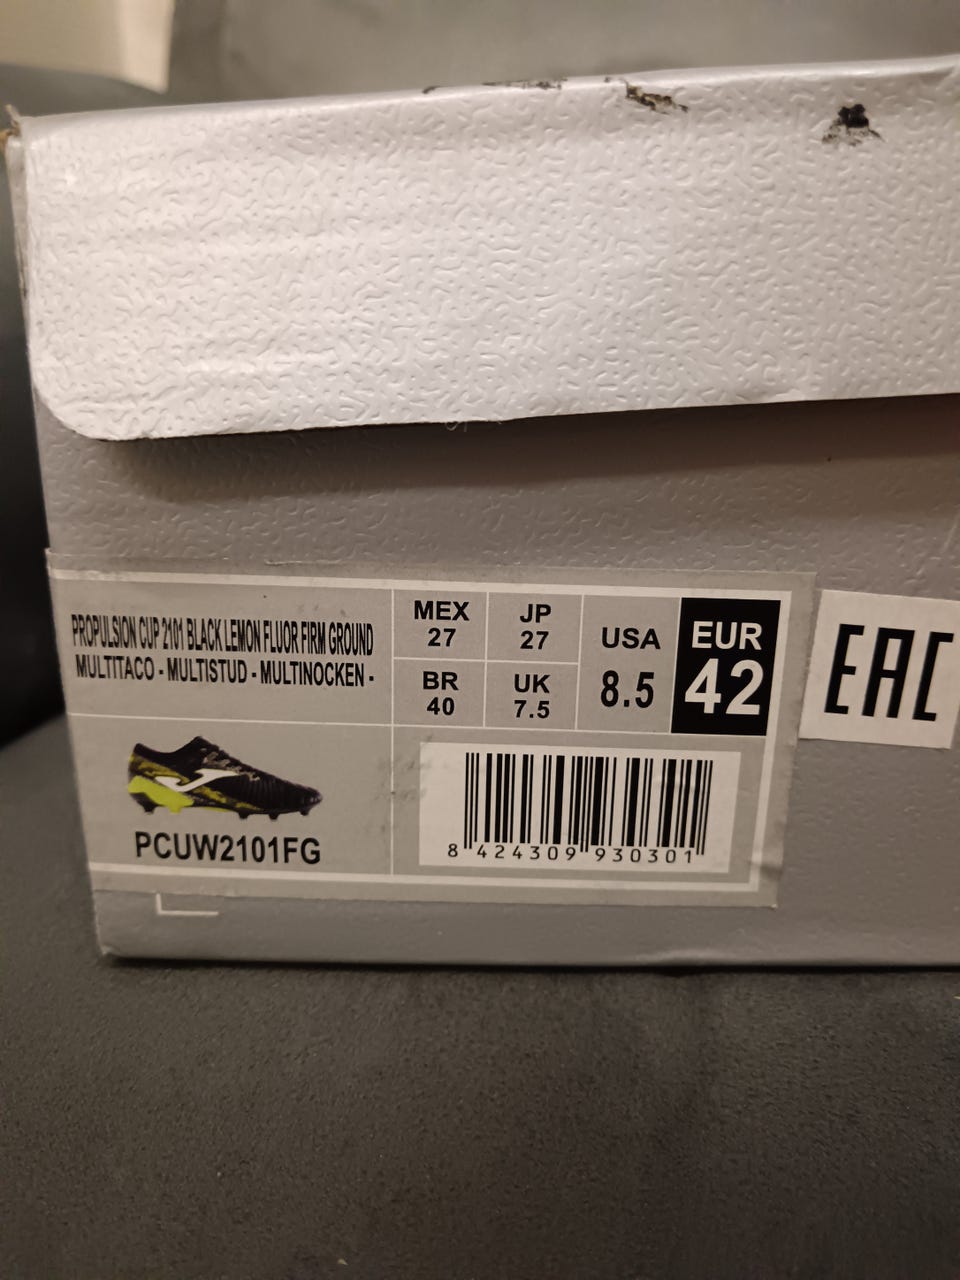 PROPULSION CUP 2101 BLACK LEMON FLUOR FIRM GROUND
MULTITACO - MULTISTUD - MULTINOCKEN -
MEX
27
JP
27
BR
40
UK
7.5
USA
8.5
EUR
42
EAC
PCUW2101FG
8 424309 930301